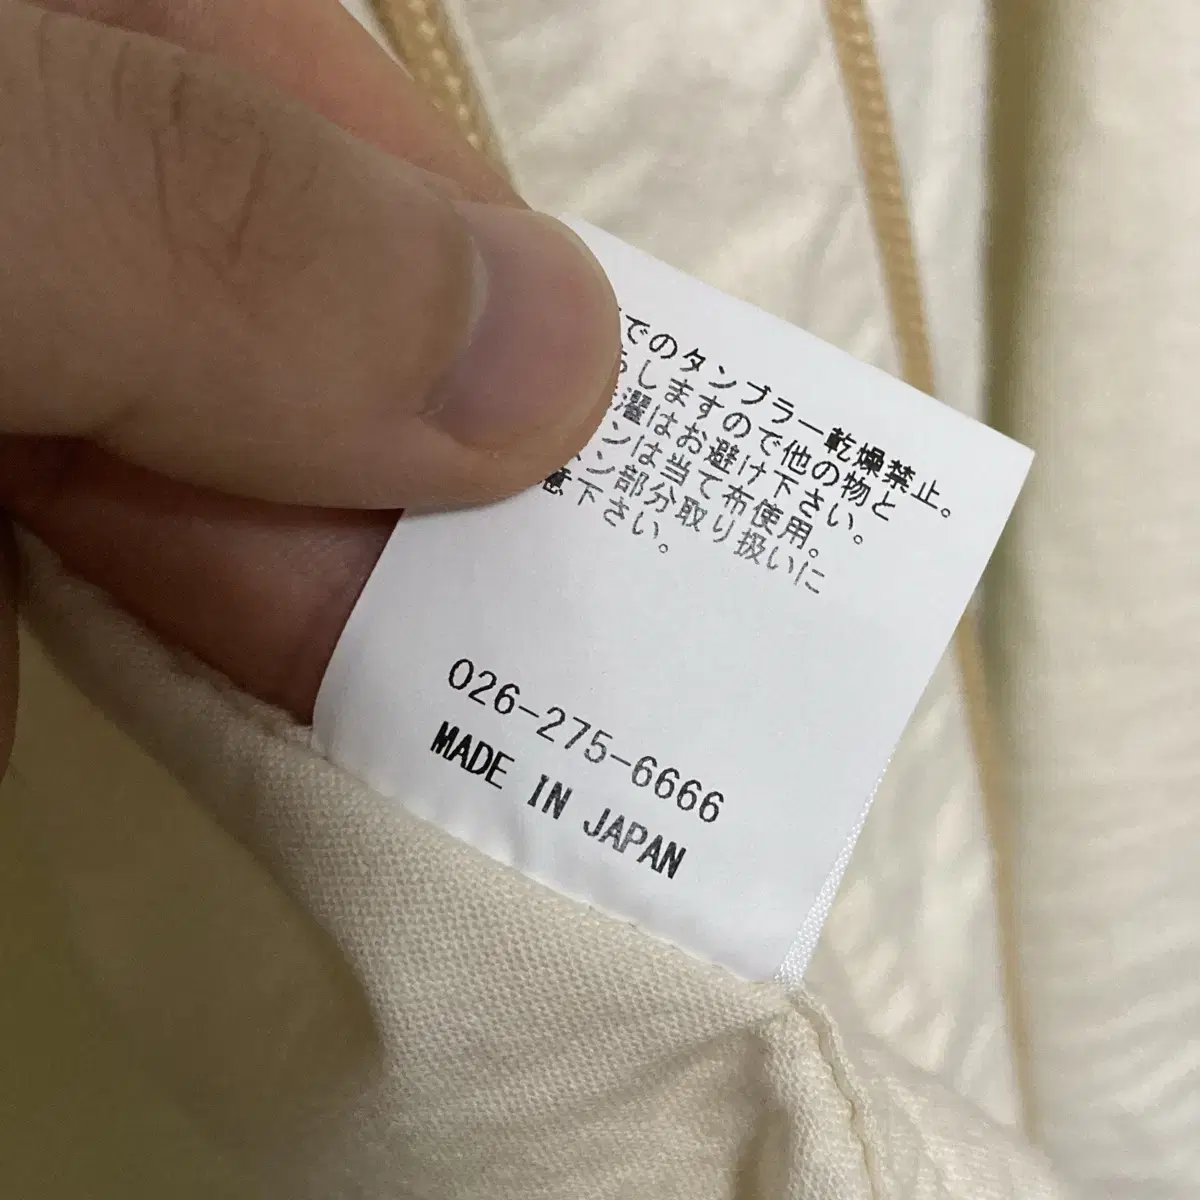 でのタンブラー乾燥禁止。
しますので他の物と
濯はお避け下さい。
ンは当て布使用。
ン部分取り扱いに
意下さい。
026-275-6666
MADE IN JAPAN